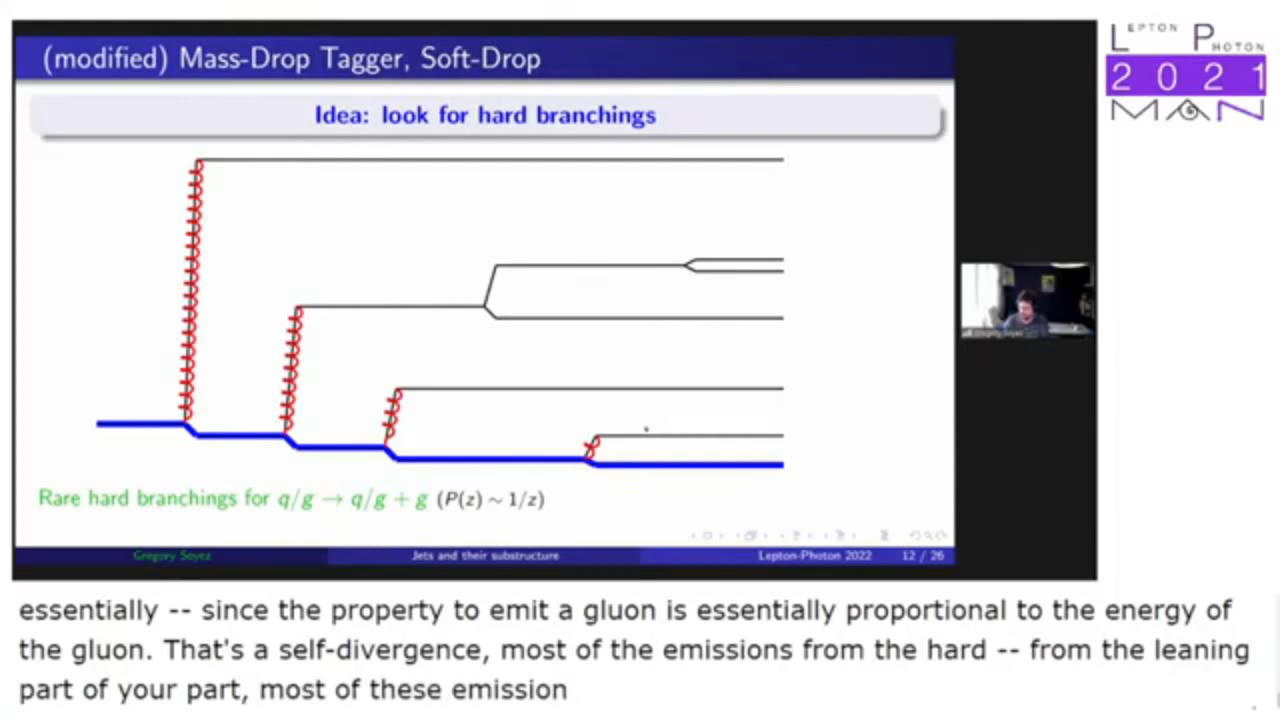 (modified) Mass-Drop Tagger, Soft-Drop
LEPTON PHOTON
2021
MAN
Idea: look for hard branchings
Rare hard branchings for q/g → q/g + g (P(z) ~ 1/z)
Gregory Soyez
Jets and their substructure
Lepton-Photon 2022
12 / 26
essentially -- since the property to emit a gluon is essentially proportional to the energy of
the gluon. That's a self-divergence, most of the emissions from the hard -- from the leaning
part of your part, most of these emission